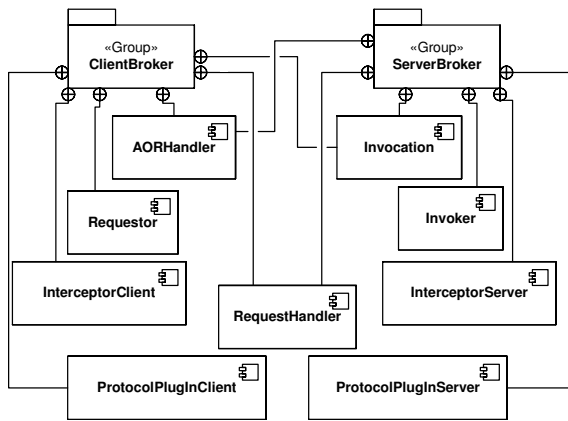 «Group»
ClientBroker
«Group»
ServerBroker
AORHandler
Invocation
Requestor
Invoker
InterceptorClient
InterceptorServer
RequestHandler
ProtocolPlugInClient
ProtocolPlugInServer